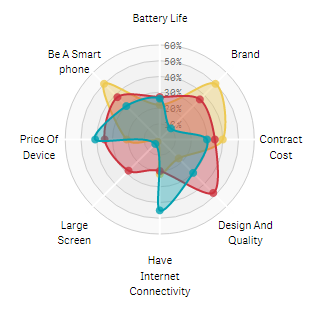 Battery Life
60%
50%
40%
30%
20%
Be A Smart
phone
Brand
Price Of
Device
Contract
Cost
Large
Screen
Design And
Quality
Have
Internet
Connectivity